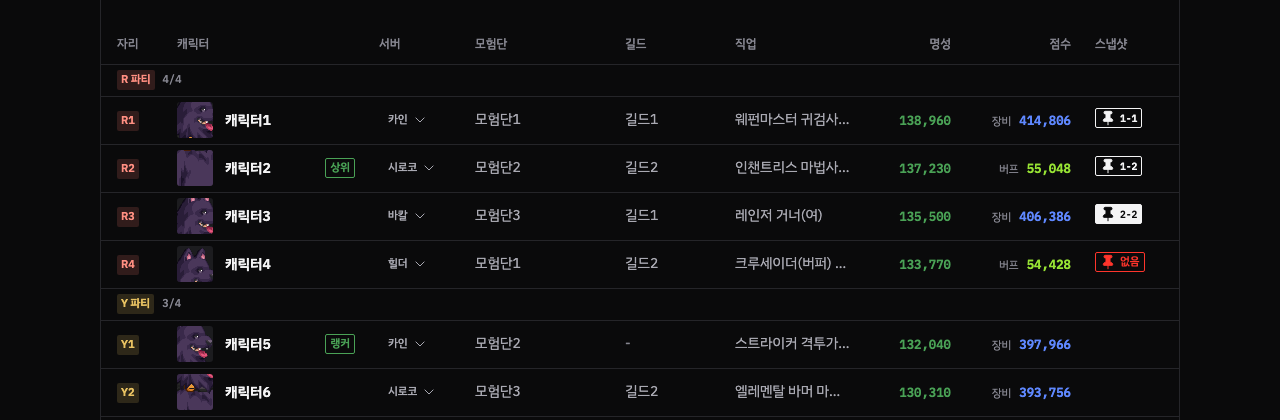 자리 캐릭터 서버 모험단 길드 직업 명성 점수 스냅샷
R 파티 4/4
R1 캐릭터1 카인 모험단1 길드1 웨펀마스터 귀검사... 138,960 장비 414,806 1-1
R2 캐릭터2 상위 시로코 모험단2 길드2 인챈트리스 마법사... 137,230 버프 55,048 1-2
R3 캐릭터3 바칼 모험단3 길드1 레인저 거너(여) 135,500 장비 406,386 2-2
R4 캐릭터4 힐더 모험단1 길드2 크루세이더(버퍼) ... 133,770 버프 54,428 없음
Y 파티 3/4
Y1 캐릭터5 랭커 카인 모험단2 - 스트라이커 격투가... 132,040 장비 397,966
Y2 캐릭터6 시로코 모험단3 길드2 엘레멘탈 바머 마... 130,310 장비 393,756